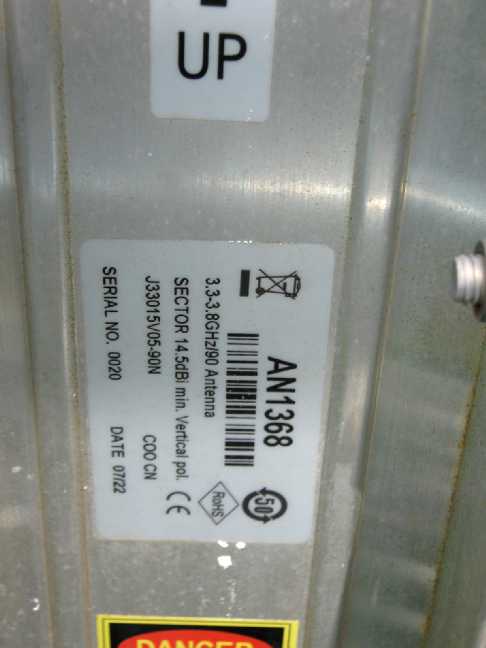 UP
AN1368
3.3-3.8GHz/90 Antenna
SECTOR 14.5dBi min. Vertical pol.
J33015V05-90N
COO CN
SERIAL NO. 0020
DATE 07/22
50
RoHS
CE
DANGER